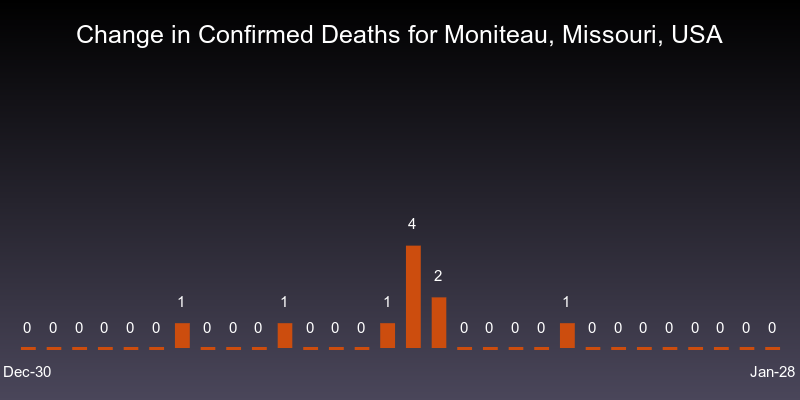 Change in Confirmed Deaths for Moniteau, Missouri, USA
4
2
1 1 1 1
0 0 0 0 0 0 0 0 0 0 0 0 0 0 0 0 0 0 0 0 0 0 0 0
Dec-30 Jan-28